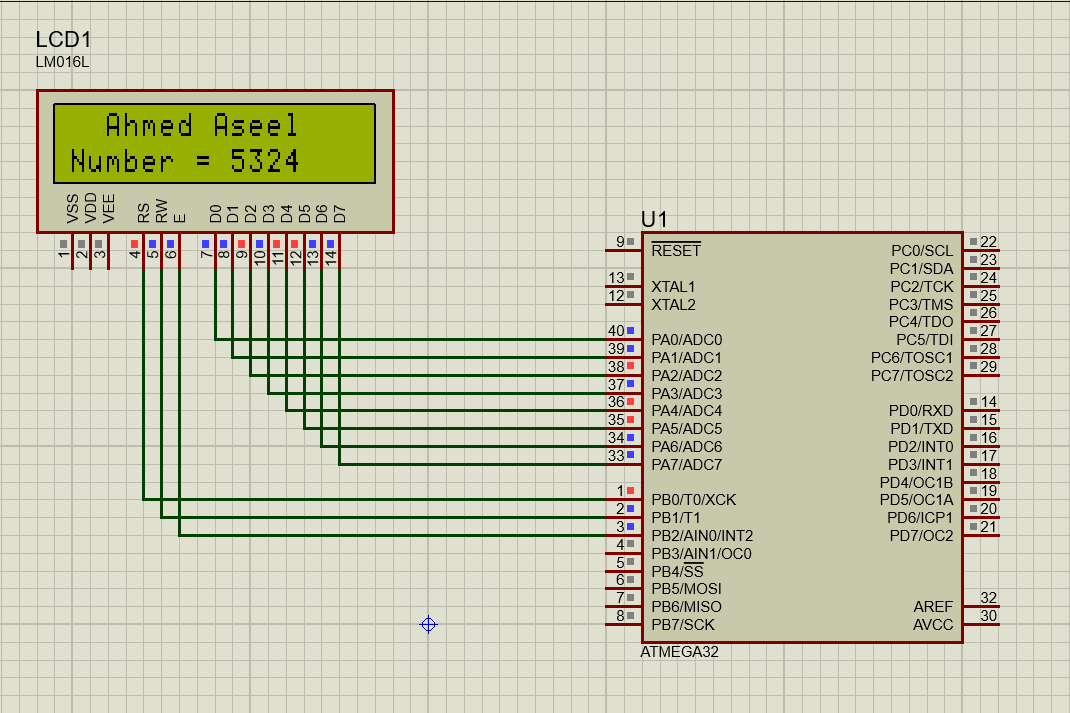 LCD1
LM016L
Ahmed Aseel
Number = 5324
VSS VDD VEE RS RW E D0 D1 D2 D3 D4 D5 D6 D7
1 2 3 4 5 6 7 8 9 10 11 12 13 14
U1
9 RESET
13 XTAL1
12 XTAL2
40 PA0/ADC0
39 PA1/ADC1
38 PA2/ADC2
37 PA3/ADC3
36 PA4/ADC4
35 PA5/ADC5
34 PA6/ADC6
33 PA7/ADC7
1 PB0/T0/XCK
2 PB1/T1
3 PB2/AIN0/INT2
4 PB3/AIN1/OC0
5 PB4/SS
6 PB5/MOSI
7 PB6/MISO
8 PB7/SCK
PC0/SCL 22
PC1/SDA 23
PC2/TCK 24
PC3/TMS 25
PC4/TDO 26
PC5/TDI 27
PC6/TOSC1 28
PC7/TOSC2 29
PD0/RXD 14
PD1/TXD 15
PD2/INT0 16
PD3/INT1 17
PD4/OC1B 18
PD5/OC1A 19
PD6/ICP1 20
PD7/OC2 21
AREF 32
AVCC 30
ATMEGA32